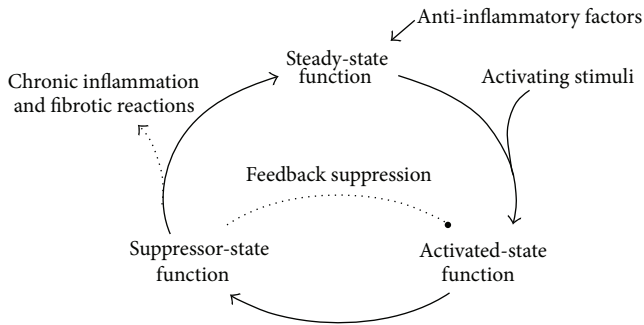 Anti-inflammatory factors
Steady-state
function
Chronic inflammation
and fibrotic reactions
Activating stimuli
Feedback suppression
Suppressor-state
function
Activated-state
function